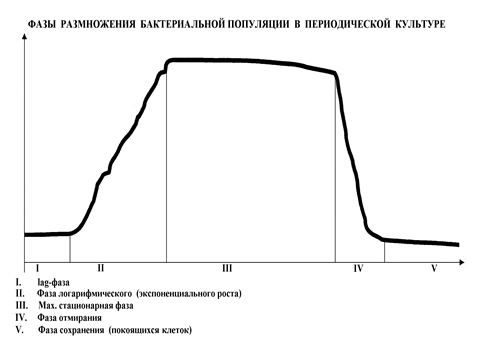 ФАЗЫ РАЗМНОЖЕНИЯ БАКТЕРИАЛЬНОЙ ПОПУЛЯЦИИ В ПЕРИОДИЧЕСКОЙ КУЛЬТУРЕ
I II III IV V
I. lag-фаза
II. Фаза логарифмического (экспоненциального роста)
III. Мах. стационарная фаза
IV. Фаза отмирания
V. Фаза сохранения (покоящихся клеток)